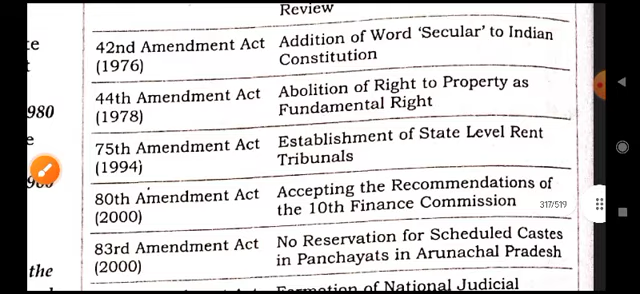 Review
42nd Amendment Act Addition of Word 'Secular' to Indian
(1976) Constitution
44th Amendment Act Abolition of Right to Property as
(1978) Fundamental Right
980
75th Amendment Act Establishment of State Level Rent
(1994) Tribunals
80th Amendment Act Accepting the Recommendations of
(2000) the 10th Finance Commission
317/519
83rd Amendment Act No Reservation for Scheduled Castes
(2000) in Panchayats in Arunachal Pradesh
the
Formation of National Judicial